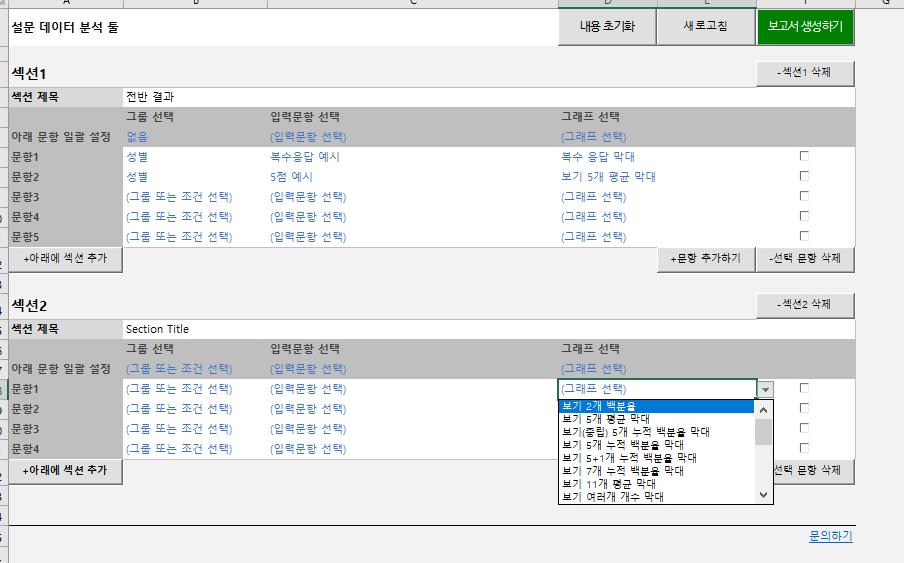 A B C D E F G
설문 데이터 분석 툴 내용 초기화 새로고침 보고서 생성하기
섹션1 -섹션1 삭제
섹션 제목 전반 결과
그룹 선택 입력문항 선택 그래프 선택
아래 문항 일괄 설정 없음 (입력문항 선택) (그래프 선택)
문항1 성별 복수응답 예시 복수 응답 막대
문항2 성별 5점 예시 보기 5개 평균 막대
문항3 (그룹 또는 조건 선택) (입력문항 선택) (그래프 선택)
문항4 (그룹 또는 조건 선택) (입력문항 선택) (그래프 선택)
문항5 (그룹 또는 조건 선택) (입력문항 선택) (그래프 선택)
+아래에 섹션 추가 +문항 추가하기 -선택 문항 삭제
섹션2 -섹션2 삭제
섹션 제목 Section Title
그룹 선택 입력문항 선택 그래프 선택
아래 문항 일괄 설정 (그룹 또는 조건 선택) (입력문항 선택) (그래프 선택)
문항1 (그룹 또는 조건 선택) (입력문항 선택) (그래프 선택)
문항2 (그룹 또는 조건 선택) (입력문항 선택)
문항3 (그룹 또는 조건 선택) (입력문항 선택)
문항4 (그룹 또는 조건 선택) (입력문항 선택)
보기 2개 백분율
보기 5개 평균 막대
보기(중립) 5개 누적 백분율 막대
보기 5개 누적 백분율 막대
보기 5+1개 누적 백분율 막대
보기 7개 누적 백분율 막대
보기 11개 평균 막대
보기 여러개 개수 막대
+아래에 섹션 추가 선택 문항 삭제
문의하기